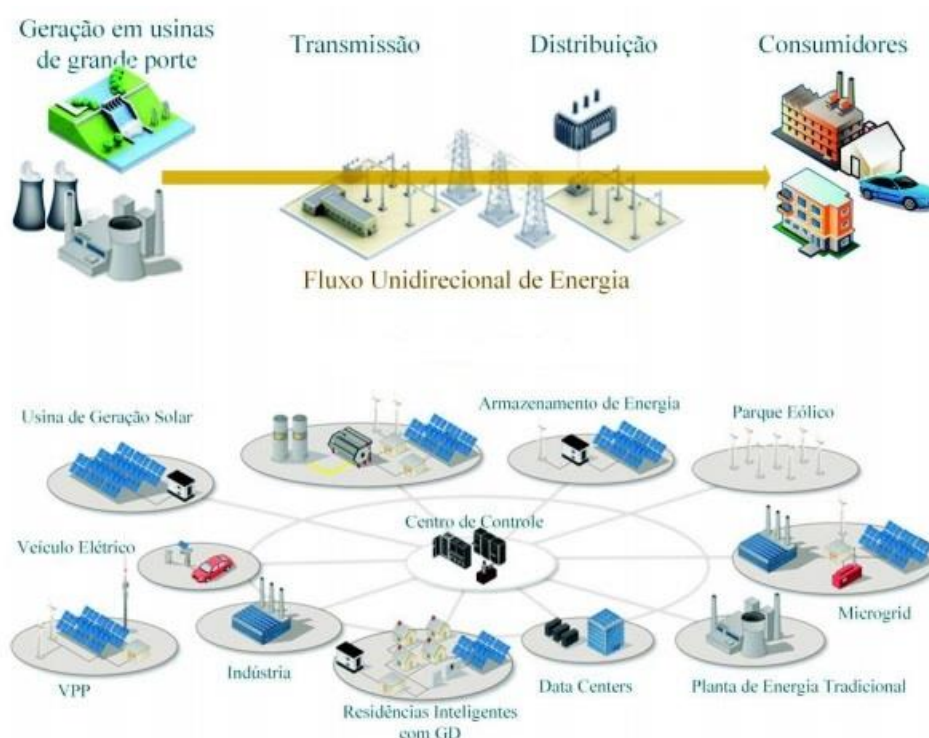 Geração em usinas
de grande porte
Transmissão
Distribuição
Consumidores
Fluxo Unidirecional de Energia
Usina de Geração Solar
Armazenamento de Energia
Parque Eólico
Centro de Controle
Veículo Elétrico
Microgrid
VPP
Indústria
Residências Inteligentes
com GD
Data Centers
Planta de Energia Tradicional